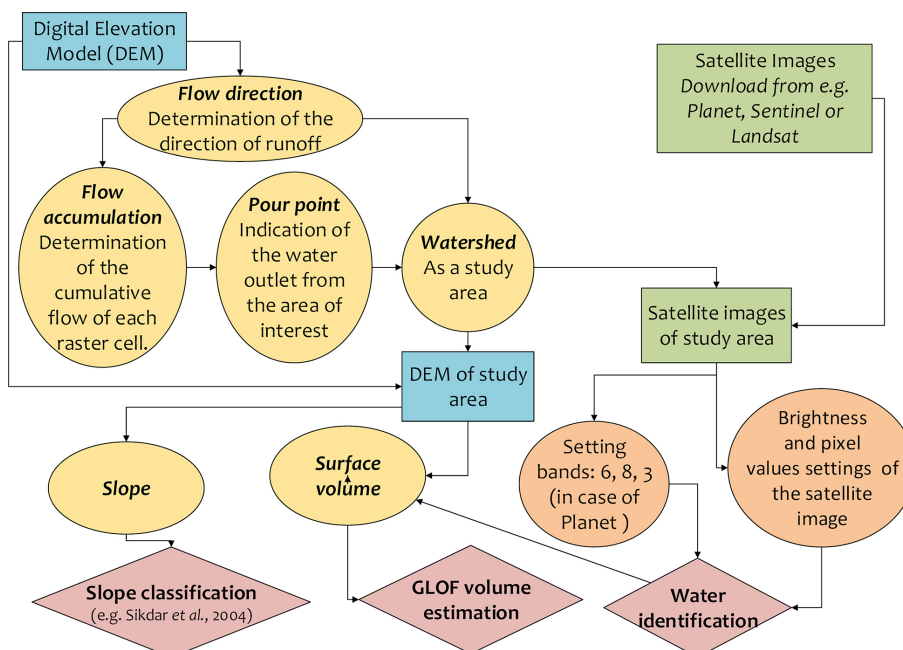 Digital Elevation
Model (DEM)
Satellite Images
Download from e.g.
Planet, Sentinel or
Landsat
Flow direction
Determination of the
direction of runoff
Flow
accumulation
Determination
of the
cumulative
flow of each
raster cell.
Pour point
Indication of
the water
outlet from
the area of
interest
Watershed
As a study
area
Satellite images
of study area
DEM of study
area
Slope
Surface
volume
Setting
bands: 6, 8, 3
(in case of
Planet )
Brightness
and pixel
values settings of
the satellite
image
Slope classification
(e.g. Sikdar et al., 2004)
GLOF volume
estimation
Water
identification